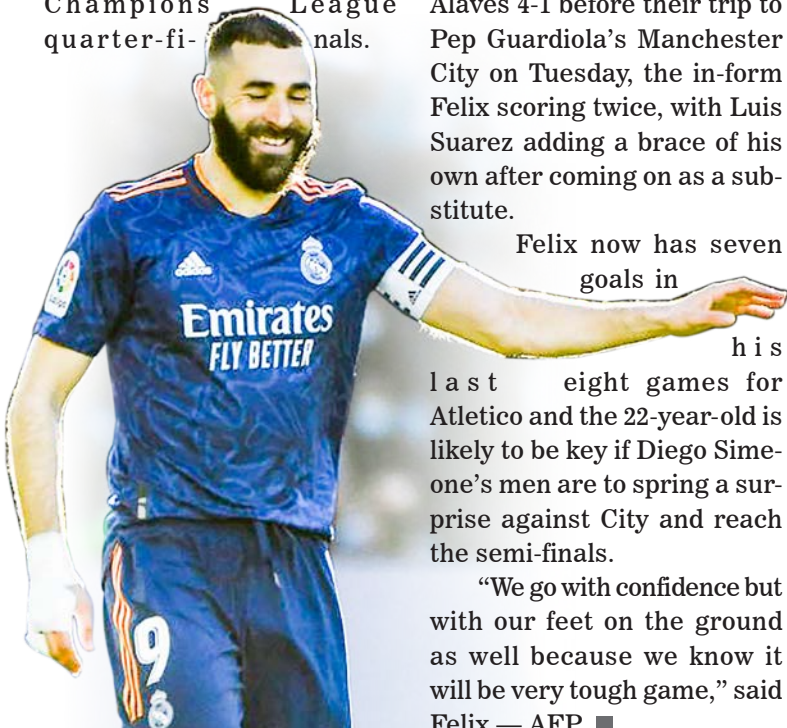 Champions League
quarter-fi- nals.
Alaves 4-1 before their trip to
Pep Guardiola’s Manchester
City on Tuesday, the in-form
Felix scoring twice, with Luis
Suarez adding a brace of his
own after coming on as a sub-
stitute.
Felix now has seven
goals in
his
last eight games for
Atletico and the 22-year-old is
likely to be key if Diego Sime-
one’s men are to spring a sur-
prise against City and reach
the semi-finals.
“We go with confidence but
with our feet on the ground
as well because we know it
will be very tough game,” said
Felix — AFP
adidas
Emirates
FLY BETTER
9